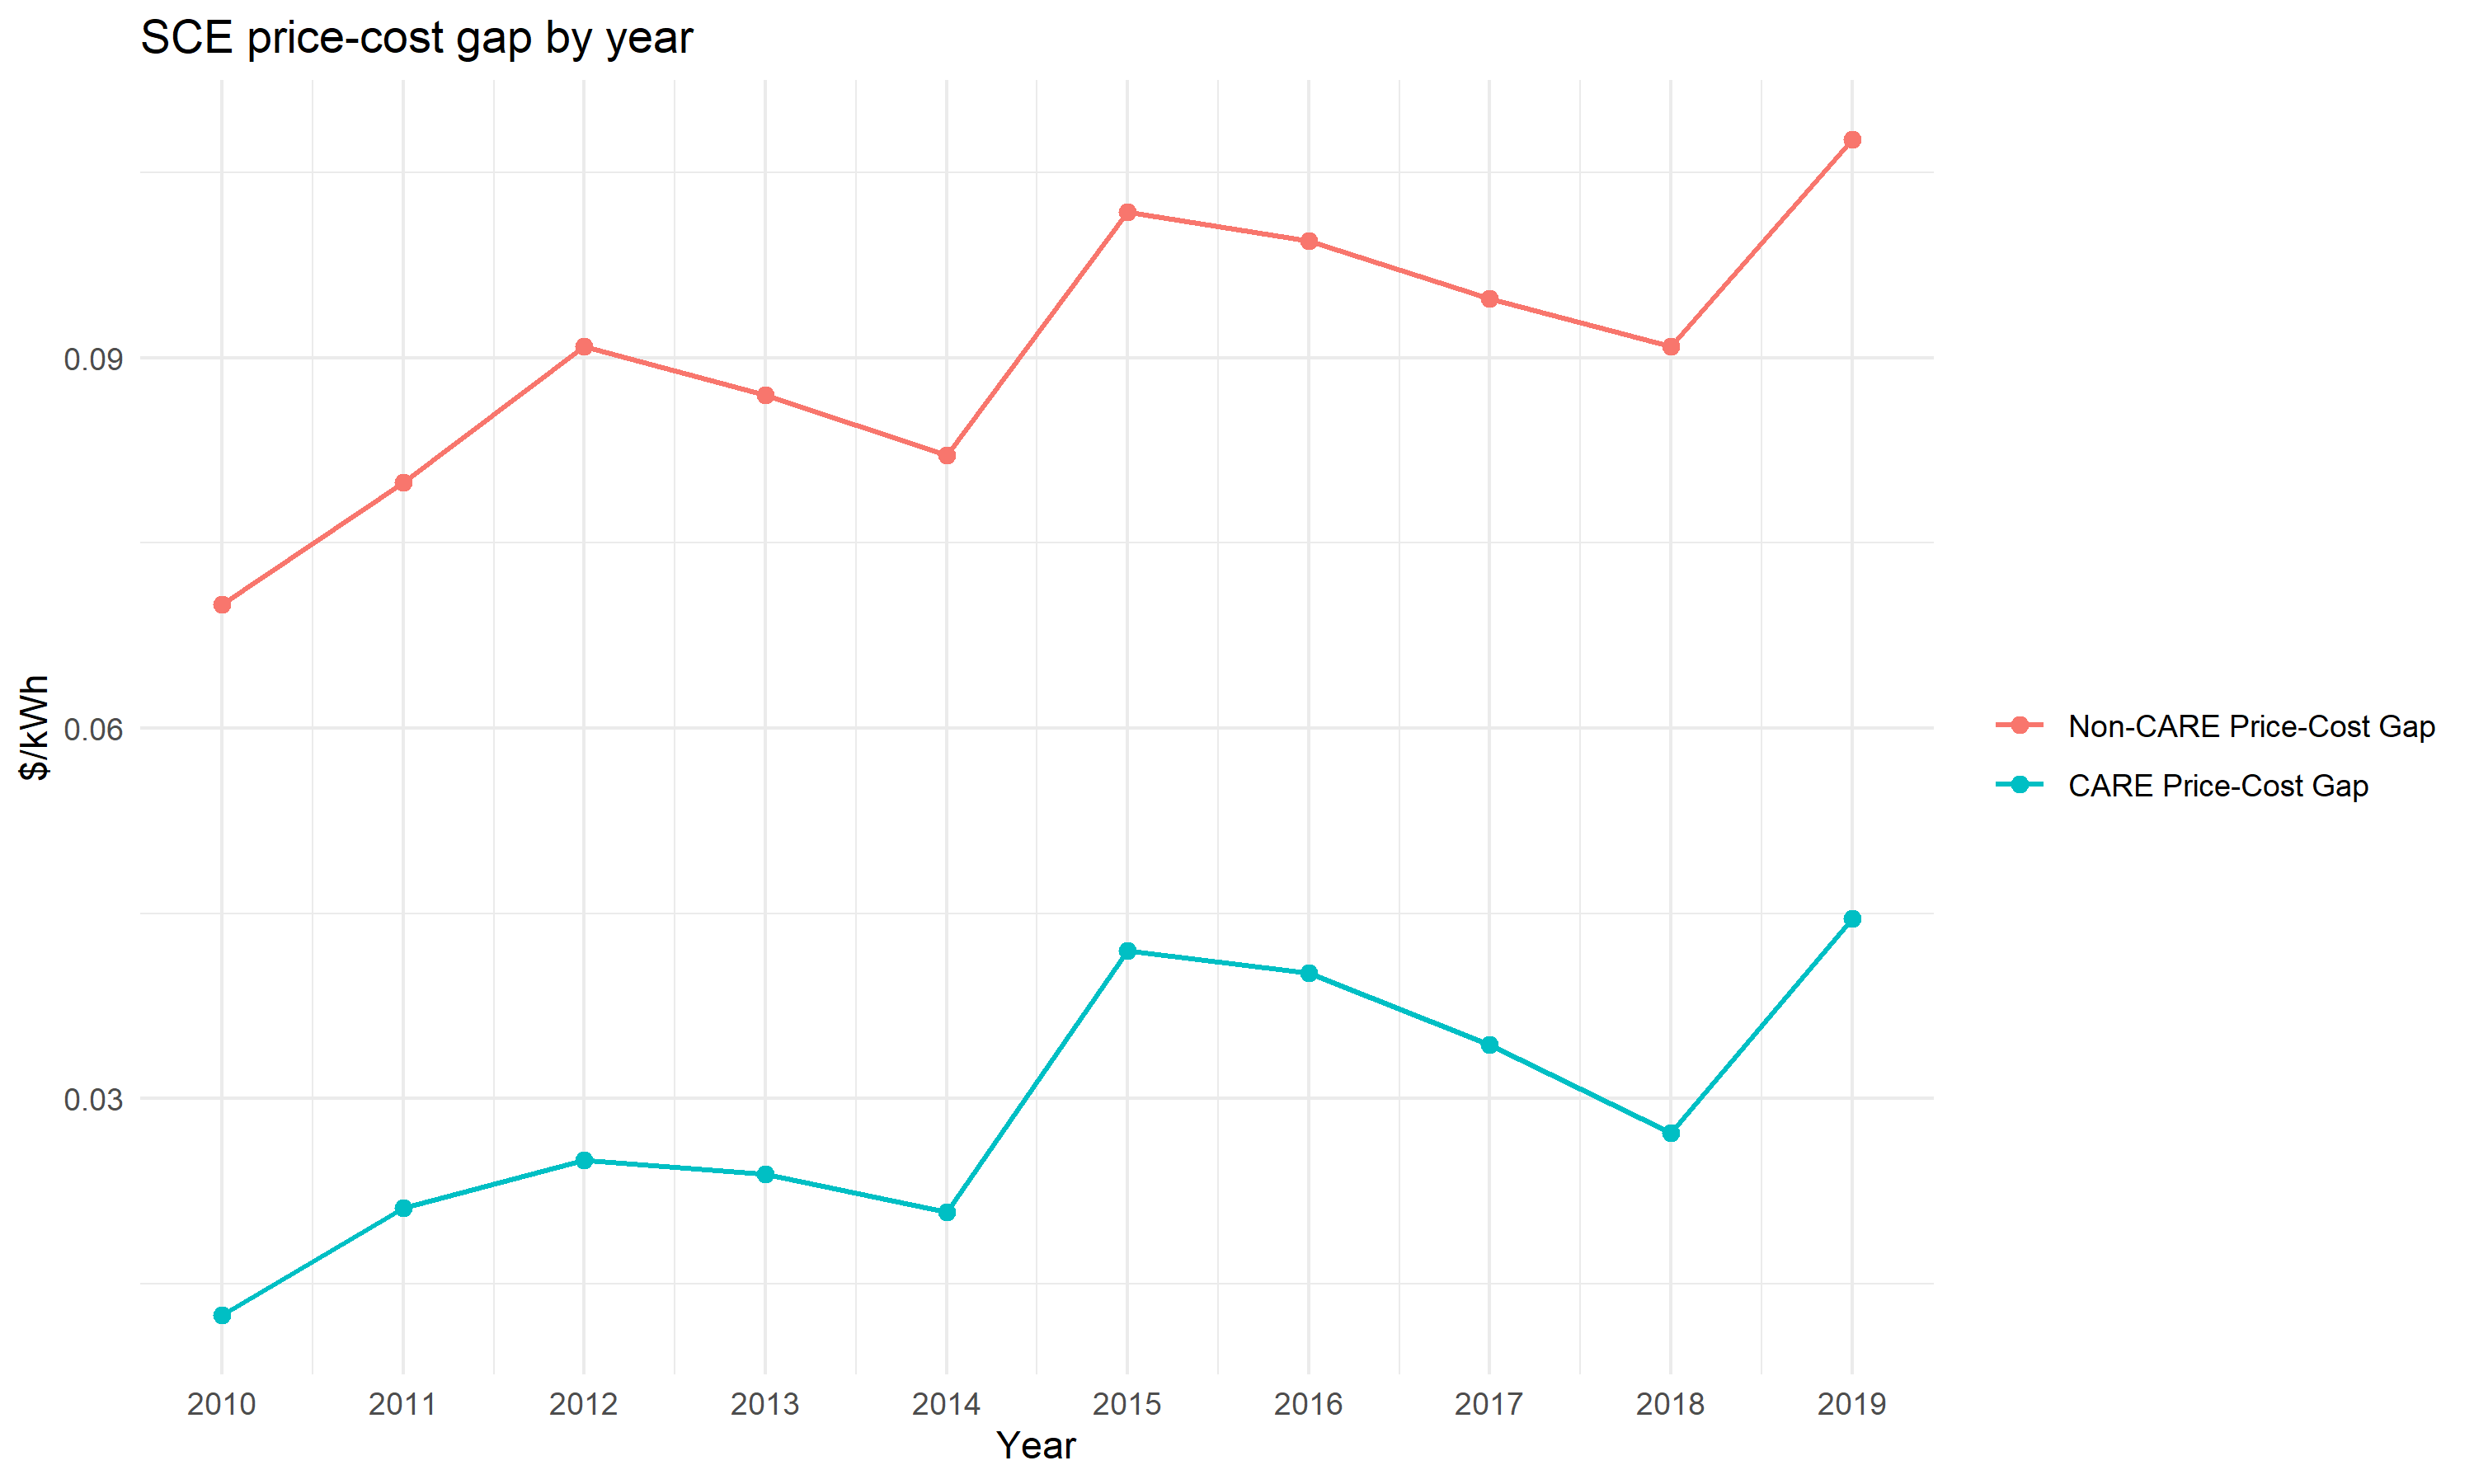 SCE price-cost gap by year
$/kWh
0.09
0.06
0.03
2010 2011 2012 2013 2014 2015 2016 2017 2018 2019
Year
Non-CARE Price-Cost Gap
CARE Price-Cost Gap